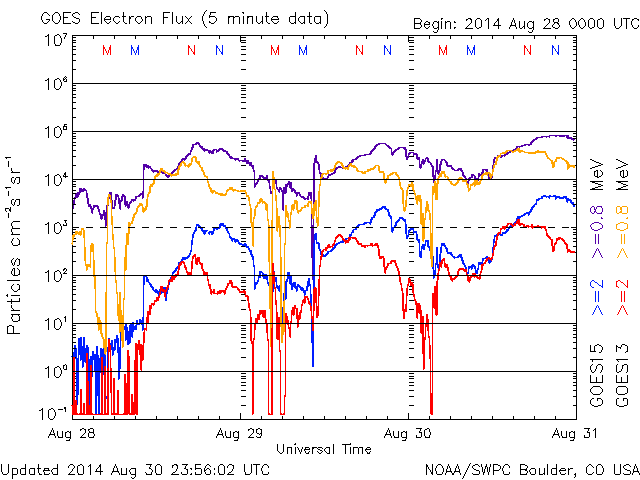 GOES Electron Flux (5 minute data)
Begin: 2014 Aug 28 0000 UTC
M M N N M M N N M M N N
10⁷
10⁶
10⁵
10⁴
10³
10²
10¹
10⁰
10⁻¹
Particles cm⁻²s⁻¹sr⁻¹
Aug 28 Aug 29 Aug 30 Aug 31
Universal Time
GOES15 >=2 >=0.8 MeV
GOES13 >=2 >=0.8 MeV
Updated 2014 Aug 30 23:56:02 UTC
NOAA/SWPC Boulder, CO USA